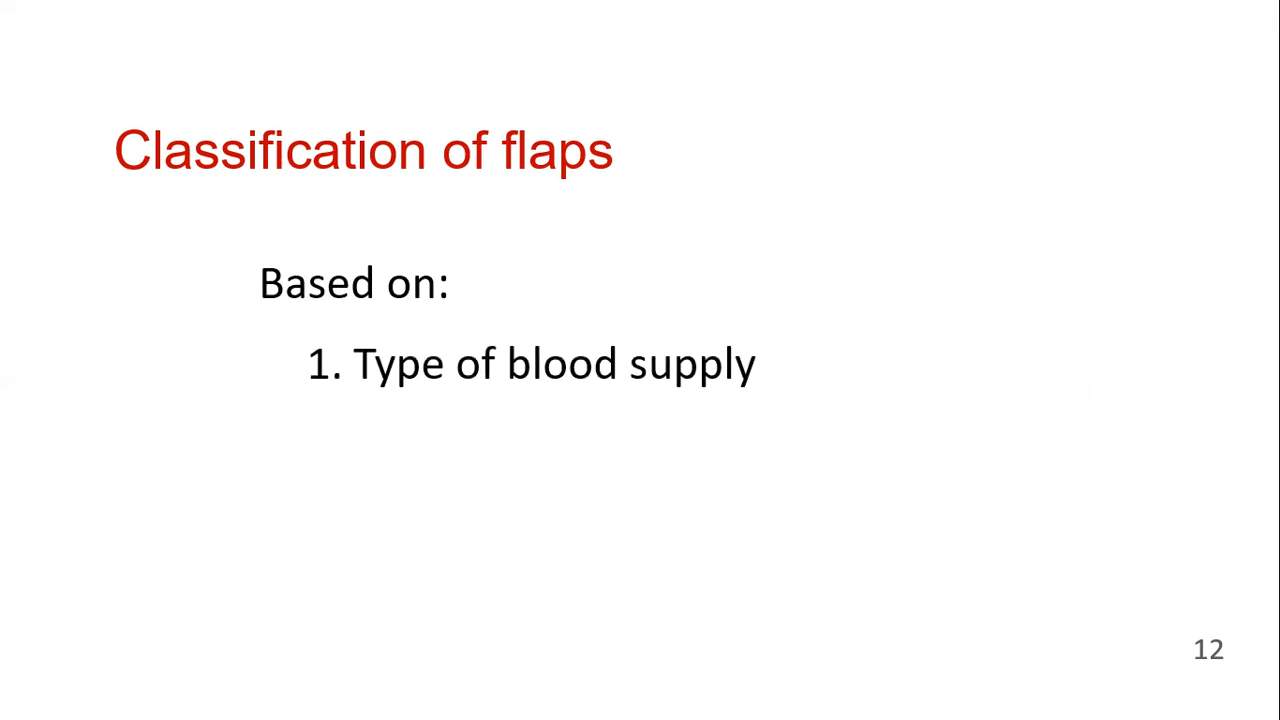 Classification of flaps
Based on:
1. Type of blood supply
12